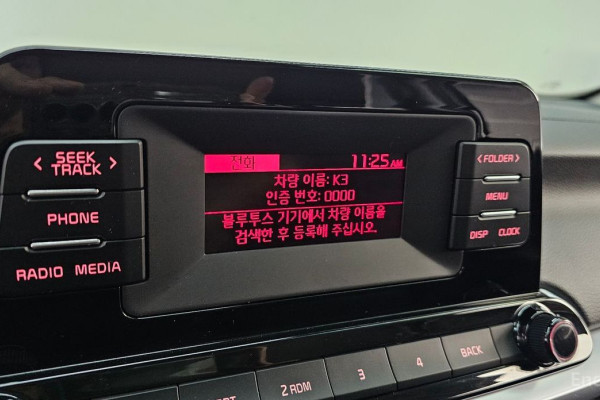 SEEK
TRACK
PHONE
RADIO MEDIA
전화 11:25 AM
차량 이름: K3
인증 번호: 0000
블루투스 기기에서 차량 이름을
검색한 후 등록해 주십시오.
FOLDER
MENU
DISP CLOCK
2 RDM
3
4
BACK